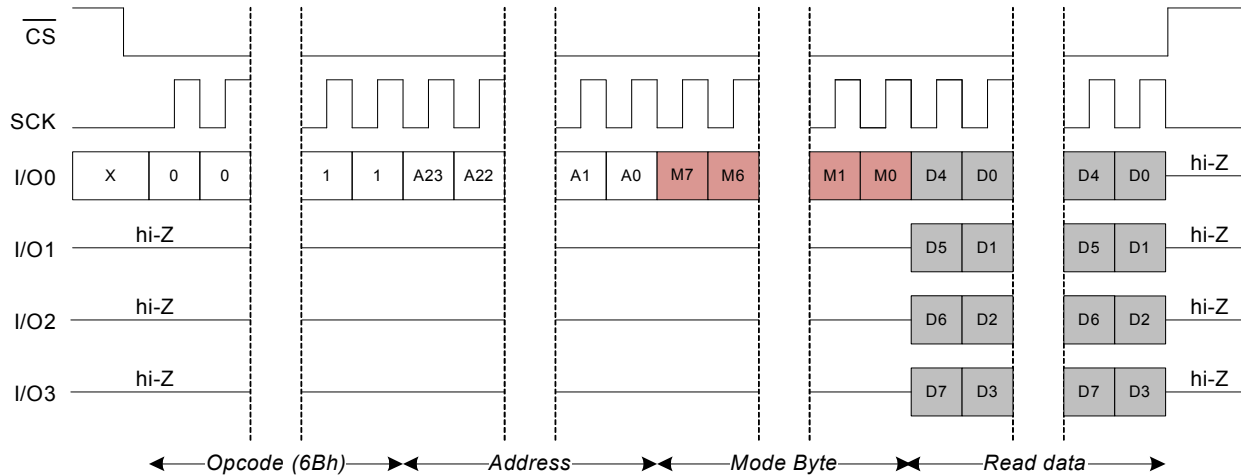 CS
SCK
I/O0 X 0 0 1 1 A23 A22 A1 A0 M7 M6 M1 M0 D4 D0 D4 D0 hi-Z
I/O1 hi-Z D5 D1 D5 D1 hi-Z
I/O2 hi-Z D6 D2 D6 D2 hi-Z
I/O3 hi-Z D7 D3 D7 D3 hi-Z
Opcode (6Bh) Address Mode Byte Read data